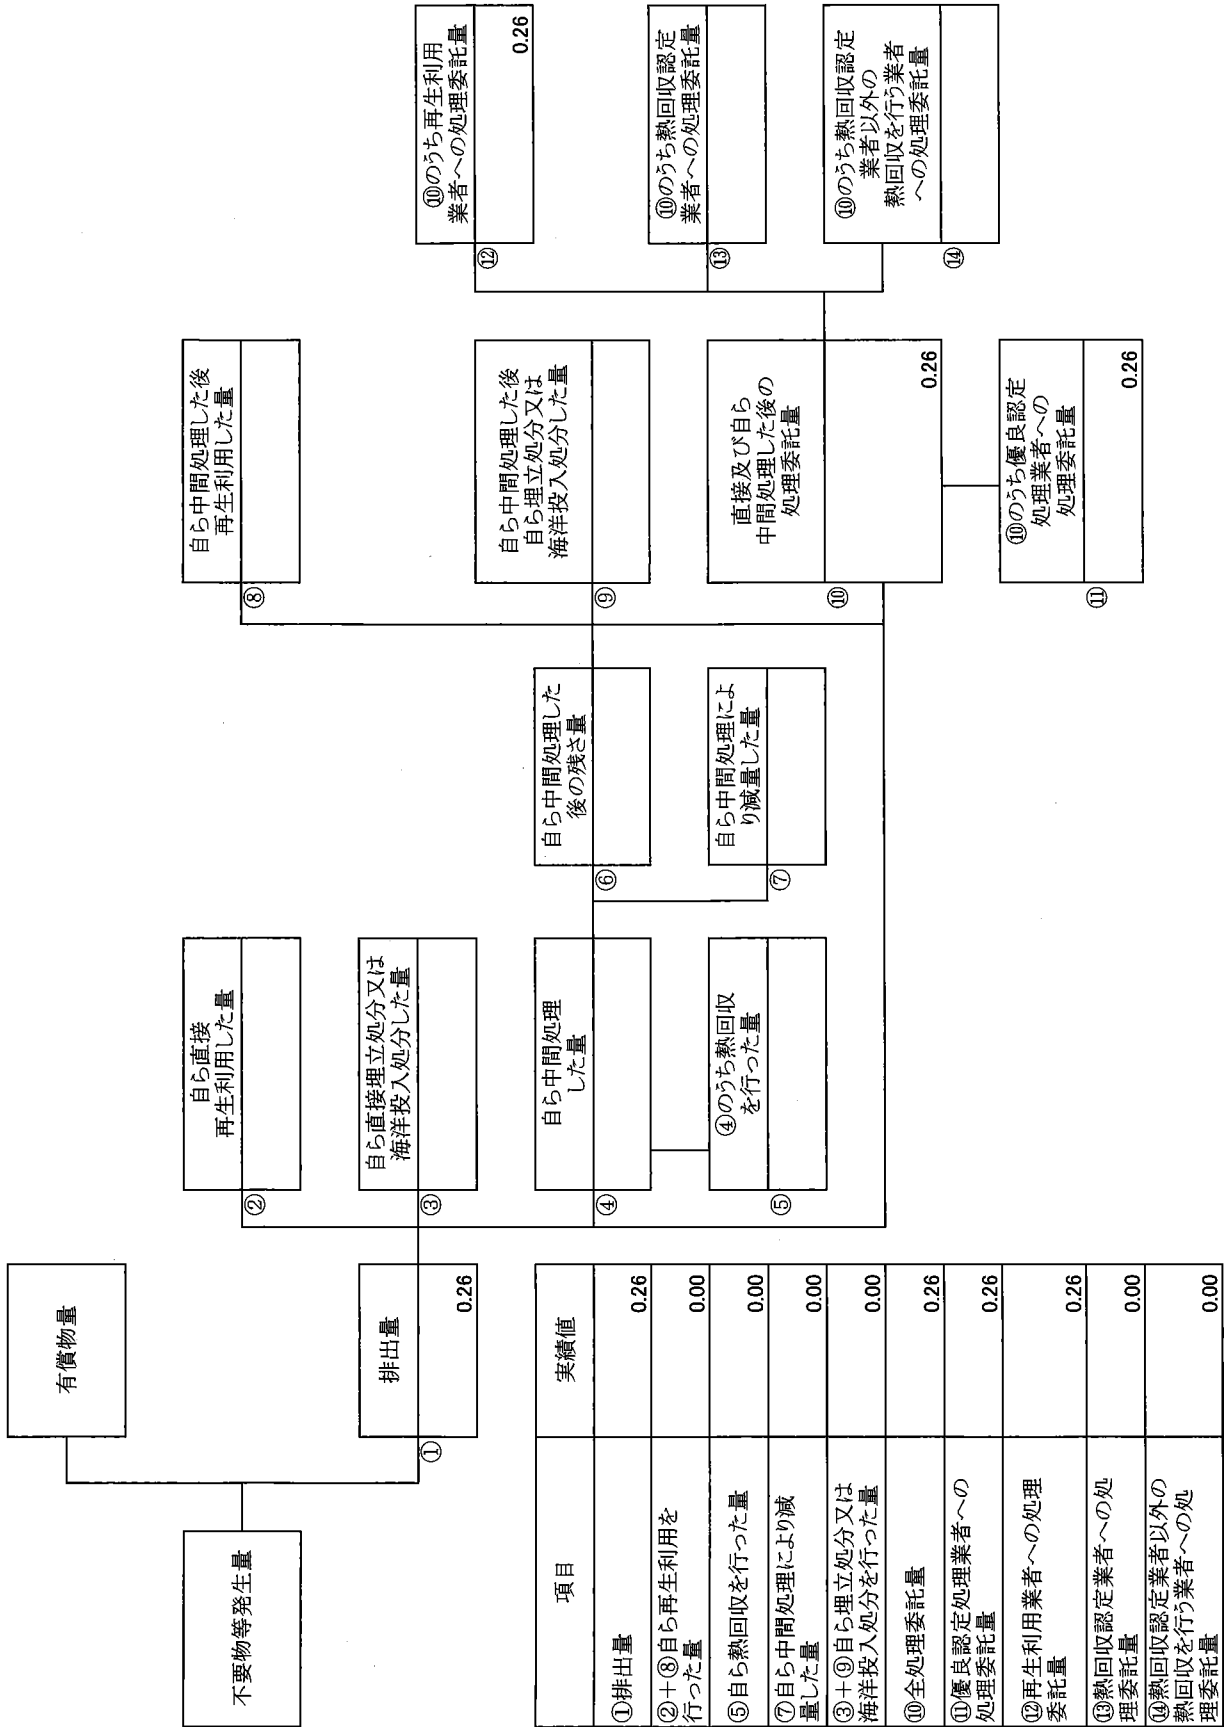 不要物等発生量
有償物量
排出量
①
0.26
自ら直接
再生利用した量
②
自ら直接埋立処分又は
海洋投入処分した量
③
自ら中間処理
した量
④
④のうち熱回収
を行った量
⑤
自ら中間処理した
後の残さ量
⑥
自ら中間処理によ
り減量した量
⑦
自ら中間処理した後
再生利用した量
⑧
自ら中間処理した後
自ら埋立処分又は
海洋投入処分した量
⑨
直接及び自ら
中間処理した後の
処理委託量
⑩
0.26
⑩のうち優良認定
処理業者への
処理委託量
⑪
0.26
⑩のうち再生利用
業者への処理委託量
⑫
0.26
⑩のうち熱回収認定
業者への処理委託量
⑬
⑩のうち熱回収認定
業者以外の
熱回収を行う業者
への処理委託量
⑭
項目 実績値
①排出量 0.26
②+⑧自ら再生利用を
行った量 0.00
⑤自ら熱回収を行った量 0.00
⑦自ら中間処理により減
量した量 0.00
③+⑨自ら埋立処分又は
海洋投入処分を行った量 0.00
⑩全処理委託量 0.26
⑪優良認定処理業者への
処理委託量 0.26
⑫再生利用業者への処理
委託量 0.26
⑬熱回収認定業者への処
理委託量 0.00
⑭熱回収認定業者以外の
熱回収を行う業者への処
理委託量 0.00